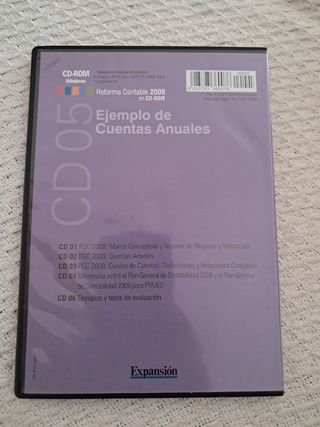 CD-ROM
Windows
Reforma Contable 2008
en CD-ROM
Ejemplo de
Cuentas Anuales
CD 05
CD 01 PGC 2008: Marco Conceptual y Normas de Registro y Valoración
CD 02 PGC 2008: Cuentas Anuales
CD 03 PGC 2008: Cuadro de Cuentas, Definiciones y Relaciones Contables
CD 04 Diferencias entre el Plan General de Contabilidad 2008 y el Plan General
de Contabilidad 2008 para PYMES
CD 06 Ejemplos y tests de evaluación
Expansión